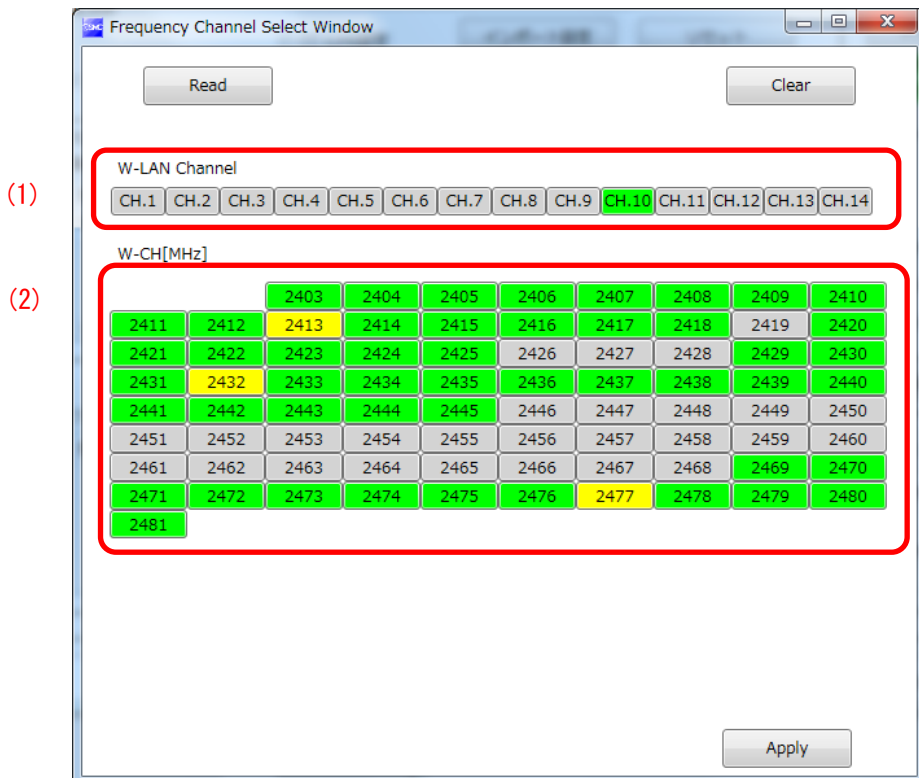 Frequency Channel Select Window
Read Clear
W-LAN Channel
(1)
CH.1 CH.2 CH.3 CH.4 CH.5 CH.6 CH.7 CH.8 CH.9 CH.10 CH.11 CH.12 CH.13 CH.14
W-CH[MHz]
(2)
2403 2404 2405 2406 2407 2408 2409 2410
2411 2412 2413 2414 2415 2416 2417 2418 2419 2420
2421 2422 2423 2424 2425 2426 2427 2428 2429 2430
2431 2432 2433 2434 2435 2436 2437 2438 2439 2440
2441 2442 2443 2444 2445 2446 2447 2448 2449 2450
2451 2452 2453 2454 2455 2456 2457 2458 2459 2460
2461 2462 2463 2464 2465 2466 2467 2468 2469 2470
2471 2472 2473 2474 2475 2476 2477 2478 2479 2480
2481
Apply